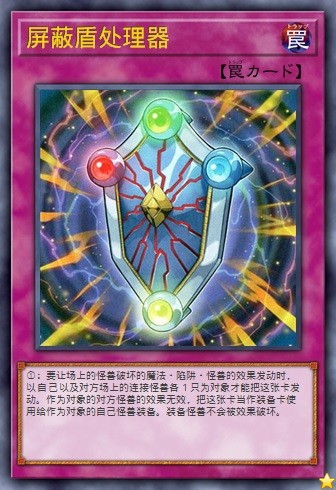 屏蔽盾处理器
トラップ
罠
【罠カード】
①：要让场上的怪兽破坏的魔法·陷阱·怪兽的效果发动时，
以自己以及对方场上的连接怪兽各1只为对象才能把这张卡发
动。作为对象的对方怪兽的效果无效，把这张卡当作装备卡
使用给作为对象的自己怪兽装备。装备怪兽不会被效果破坏。